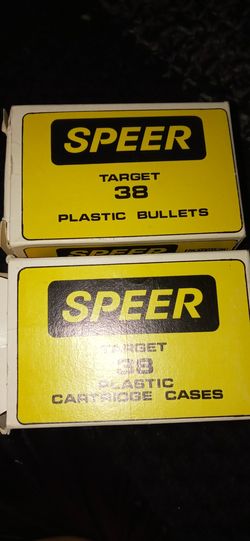 SPEER
TARGET
38
PLASTIC BULLETS
SPEER
TARGET
38
PLASTIC
CARTRIDGE CASES